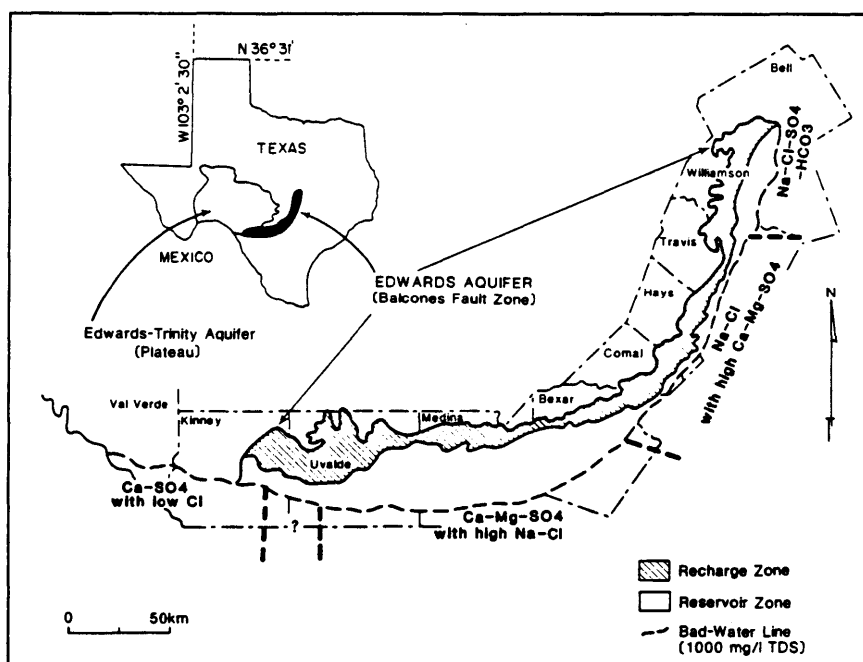 N 36° 31'
W103° 2' 30"
TEXAS
MEXICO
EDWARDS AQUIFER
(Balcones Fault Zone)
Edwards-Trinity Aquifer
(Plateau)
Bell
Williamson
Na-Cl-SO4
-HCO3
Travis
Hays
Comal
Na-Cl
with high Ca-Mg-SO4
N
Bexar
Medina
Val Verde
Kinney
Uvalde
Ca-SO4
with low Cl
?
Ca-Mg-SO4
with high Na-Cl
Recharge Zone
Reservoir Zone
Bad-Water Line
(1000 mg/l TDS)
0 50km